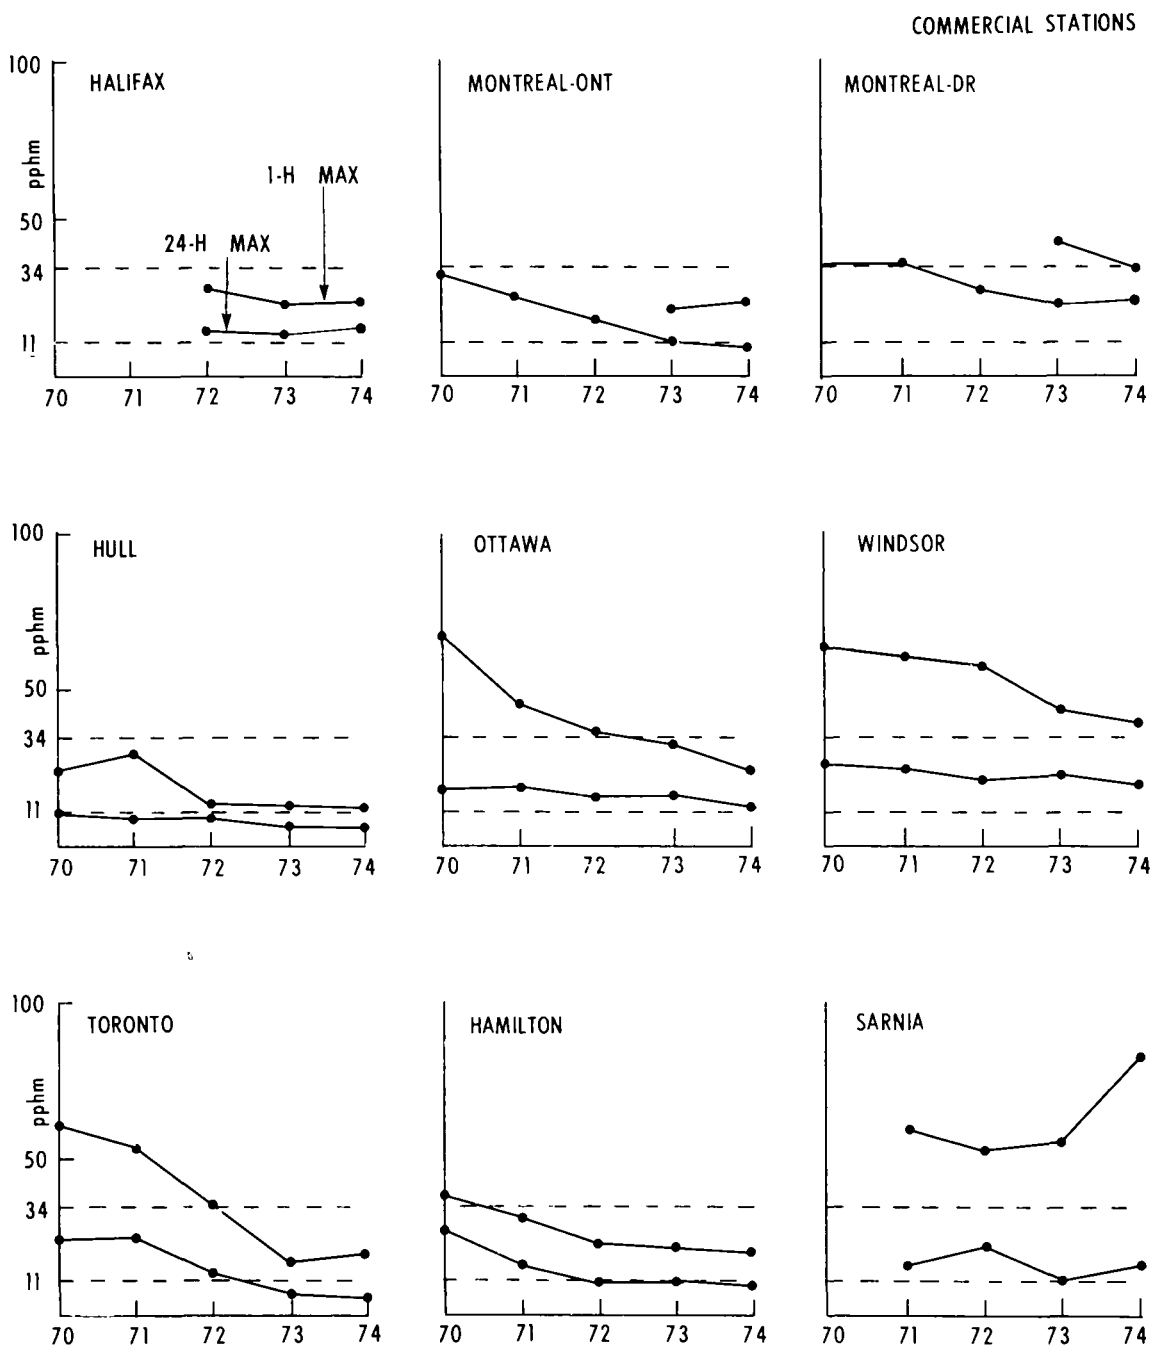 COMMERCIAL STATIONS
HALIFAX
MONTREAL-ONT
MONTREAL-DR
100
pphm
50
34
11
1-H MAX
24-H MAX
70 71 72 73 74
70 71 72 73 74
70 71 72 73 74
HULL
OTTAWA
WINDSOR
100
pphm
50
34
11
70 71 72 73 74
70 71 72 73 74
70 71 72 73 74
TORONTO
HAMILTON
SARNIA
100
pphm
50
34
11
70 71 72 73 74
70 71 72 73 74
70 71 72 73 74